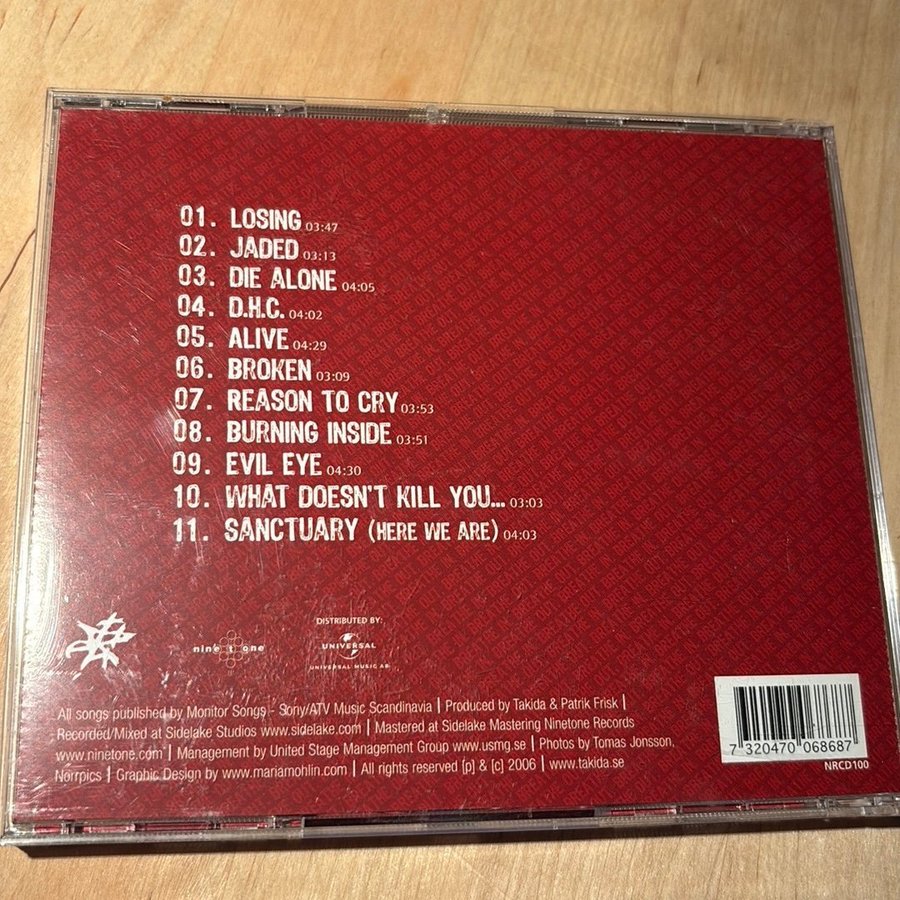 01. LOSING 03:47
02. JADED 03:13
03. DIE ALONE 04:05
04. D.H.C. 04:02
05. ALIVE 04:29
06. BROKEN 03:09
07. REASON TO CRY 03:53
08. BURNING INSIDE 03:51
09. EVIL EYE 04:30
10. WHAT DOESN'T KILL YOU... 03:03
11. SANCTUARY (HERE WE ARE) 04:03
DISTRIBUTED BY:
nine t one
UNIVERSAL
UNIVERSAL MUSIC AB
All songs published by Monitor Songs - Sony/ATV Music Scandinavia | Produced by Takida & Patrik Frisk |
Recorded/Mixed at Sidelake Studios www.sidelake.com | Mastered at Sidelake Mastering Ninetone Records
www.ninetone.com | Management by United Stage Management Group www.usmg.se | Photos by Tomas Jonsson,
Norrpics | Graphic Design by www.mariamohlin.com | All rights reserved [p] & [c] 2006 | www.takida.se
7 320470 068687
NRCD100